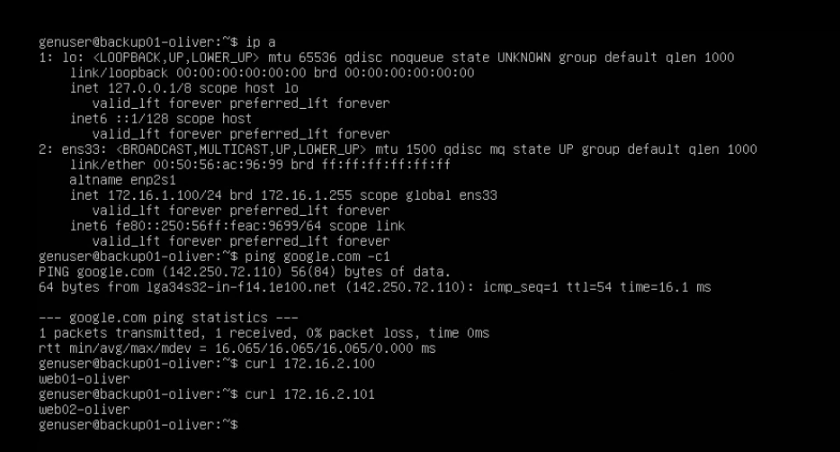 genuser@backup01-oliver:~$ ip a
1: lo: <LOOPBACK,UP,LOWER_UP> mtu 65536 qdisc noqueue state UNKNOWN group default qlen 1000
    link/loopback 00:00:00:00:00:00 brd 00:00:00:00:00:00
    inet 127.0.0.1/8 scope host lo
       valid_lft forever preferred_lft forever
    inet6 ::1/128 scope host
       valid_lft forever preferred_lft forever
2: ens33: <BROADCAST,MULTICAST,UP,LOWER_UP> mtu 1500 qdisc mq state UP group default qlen 1000
    link/ether 00:50:56:ac:96:99 brd ff:ff:ff:ff:ff:ff
    altname enp2s1
    inet 172.16.1.100/24 brd 172.16.1.255 scope global ens33
       valid_lft forever preferred_lft forever
    inet6 fe80::250:56ff:feac:9699/64 scope link
       valid_lft forever preferred_lft forever
genuser@backup01-oliver:~$ ping google.com -c1
PING google.com (142.250.72.110) 56(84) bytes of data.
64 bytes from lga34s32-in-f14.1e100.net (142.250.72.110): icmp_seq=1 ttl=54 time=16.1 ms

--- google.com ping statistics ---
1 packets transmitted, 1 received, 0% packet loss, time 0ms
rtt min/avg/max/mdev = 16.065/16.065/16.065/0.000 ms
genuser@backup01-oliver:~$ curl 172.16.2.100
web01-oliver
genuser@backup01-oliver:~$ curl 172.16.2.101
web02-oliver
genuser@backup01-oliver:~$